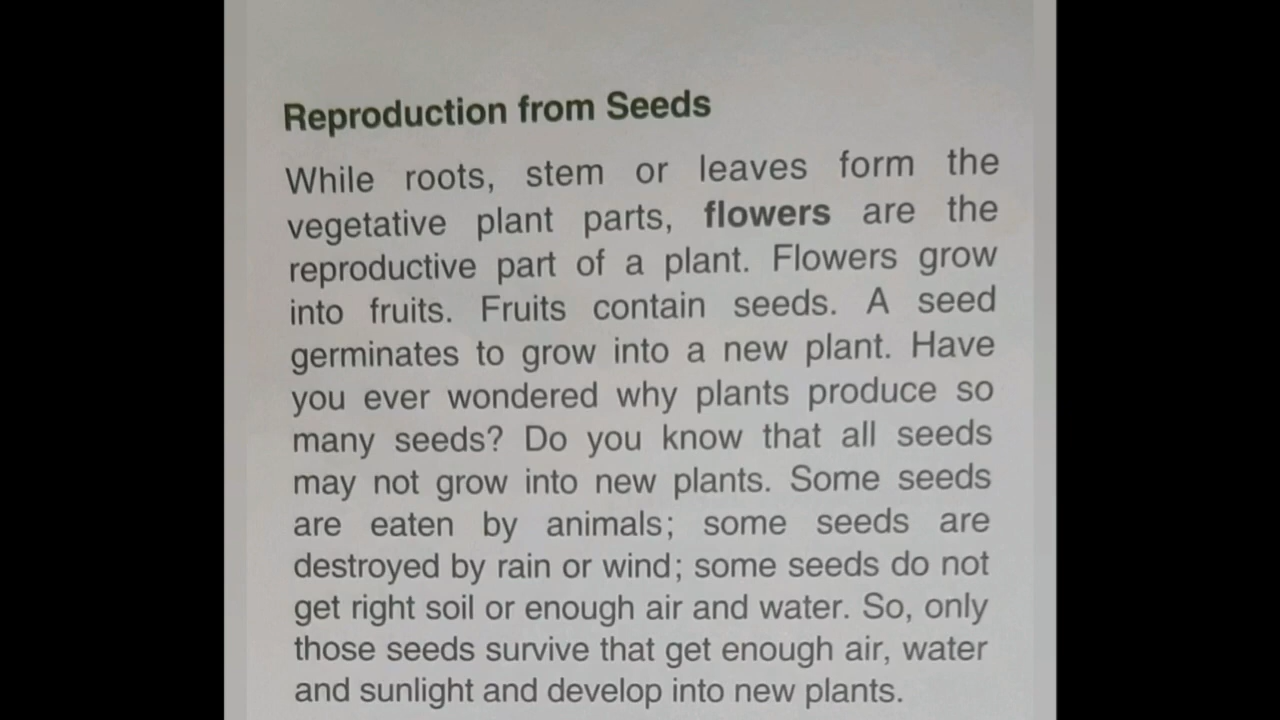 Reproduction from Seeds
While roots, stem or leaves form the
vegetative plant parts, flowers are the
reproductive part of a plant. Flowers grow
into fruits. Fruits contain seeds. A seed
germinates to grow into a new plant. Have
you ever wondered why plants produce so
many seeds? Do you know that all seeds
may not grow into new plants. Some seeds
are eaten by animals; some seeds are
destroyed by rain or wind; some seeds do not
get right soil or enough air and water. So, only
those seeds survive that get enough air, water
and sunlight and develop into new plants.